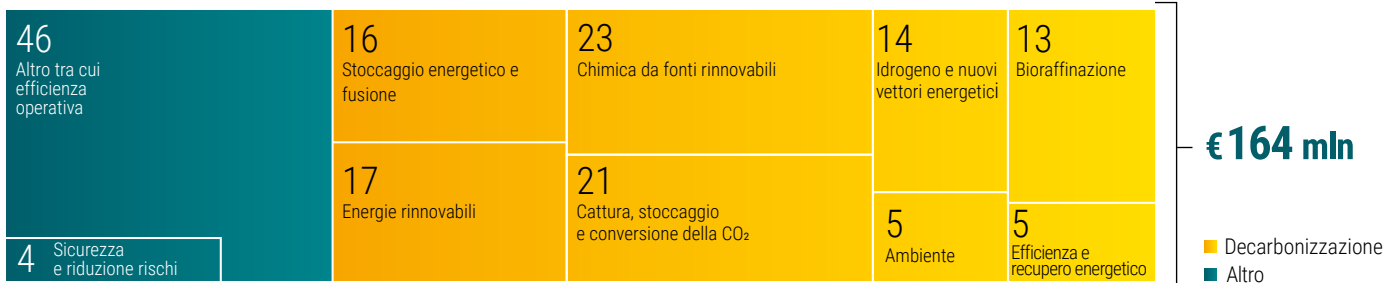 46
Altro tra cui
efficienza
operativa
4
Sicurezza
e riduzione rischi
16
Stoccaggio energetico e
fusione
17
Energie rinnovabili
23
Chimica da fonti rinnovabili
21
Cattura, stoccaggio
e conversione della CO₂
14
Idrogeno e nuovi
vettori energetici
5
Ambiente
13
Bioraffinazione
5
Efficienza e
recupero energetico
€ 164 mln
Decarbonizzazione
Altro